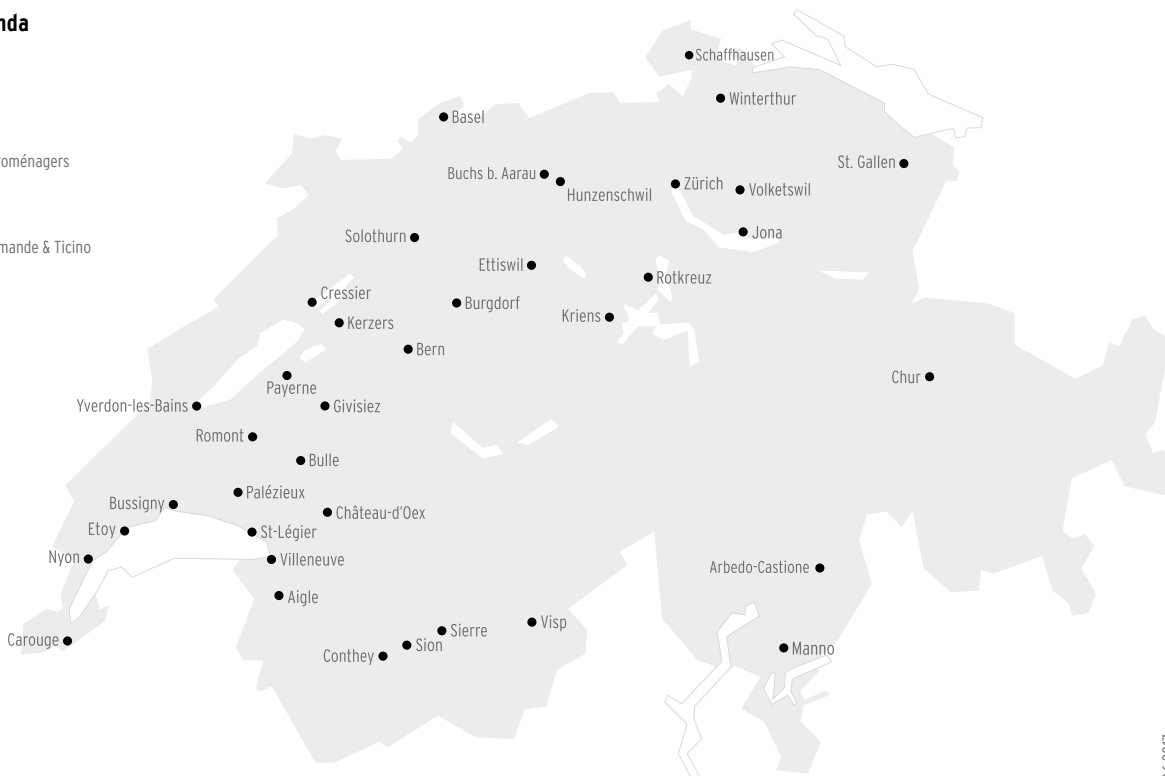 nda
Schaffhausen
Winterthur
Basel
oménagers
St. Gallen
Buchs b. Aarau
Hunzenschwil
Zürich
Volketswil
Jona
Solothurn
mande & Ticino
Ettiswil
Rotkreuz
Cressier
Burgdorf
Kriens
Kerzers
Bern
Chur
Payerne
Yverdon-les-Bains
Givisiez
Romont
Bulle
Palézieux
Bussigny
Château-d'Oex
Etoy
St-Légier
Nyon
Villeneuve
Arbedo-Castione
Aigle
Visp
Sierre
Carouge
Sion
Manno
Conthey